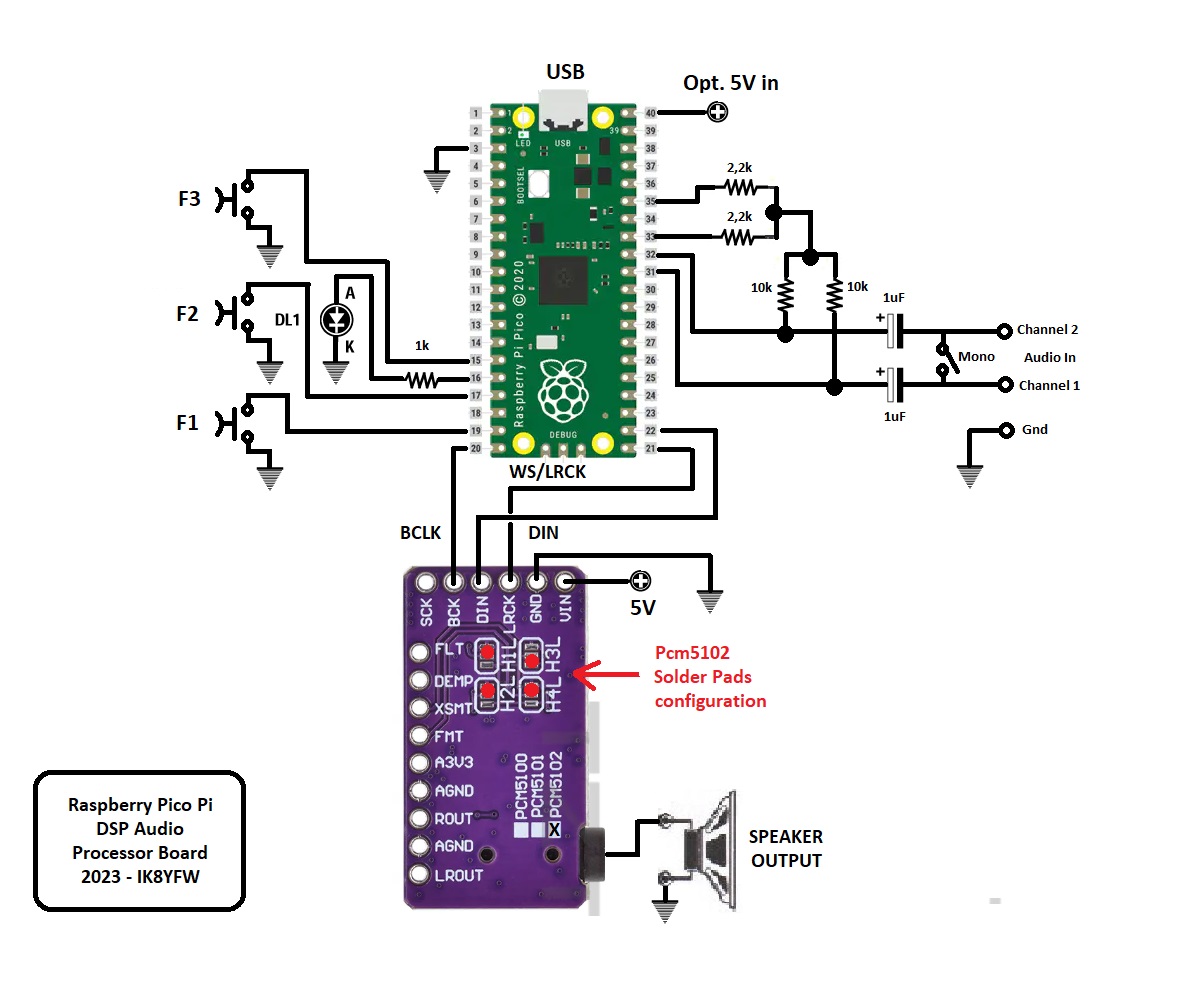 USB
Opt. 5V in
1
2
3
4
5
6
7
8
9
10
11
12
13
14
15
16
17
18
19
20
40
39
38
37
36
35
34
33
32
31
30
29
28
27
26
25
24
23
22
21
1
2
39
LED
USB
BOOTSEL
Raspberry Pi Pico © 2020
DEBUG
F3
F2
F1
DL1
A
K
1k
2,2k
2,2k
10k
10k
1uF
+
1uF
+
Channel 2
Mono
Audio In
Channel 1
Gnd
WS/LRCK
BCLK
DIN
5V
SCK
BCK
DIN
LRCK
GND
VIN
FLT
DEMP
XSMT
FMT
A3V3
AGND
ROUT
AGND
LROUT
H1L
H3L
H2L
H4L
PCM5100
PCM5101
PCM5102
X
Pcm5102
Solder Pads
configuration
SPEAKER
OUTPUT
Raspberry Pico Pi
DSP Audio
Processor Board
2023 - IK8YFW